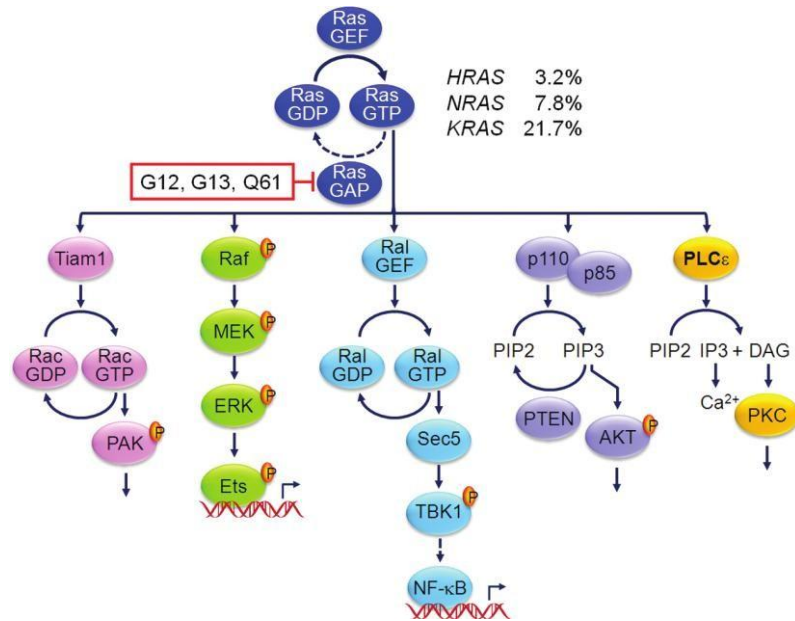 Ras
GEF
Ras
GDP
Ras
GTP
HRAS 3.2%
NRAS 7.8%
KRAS 21.7%
G12, G13, Q61
Ras
GAP
Tiam1
Raf P
Ral
GEF
p110
p85
PLCε
MEK P
Rac
GDP
Rac
GTP
Ral
GDP
Ral
GTP
PIP2 PIP3
PIP2 IP3 + DAG
ERK P
PAK P
PTEN
AKT P
Ca²⁺
PKC
Sec5
Ets P
TBK1 P
NF-κB